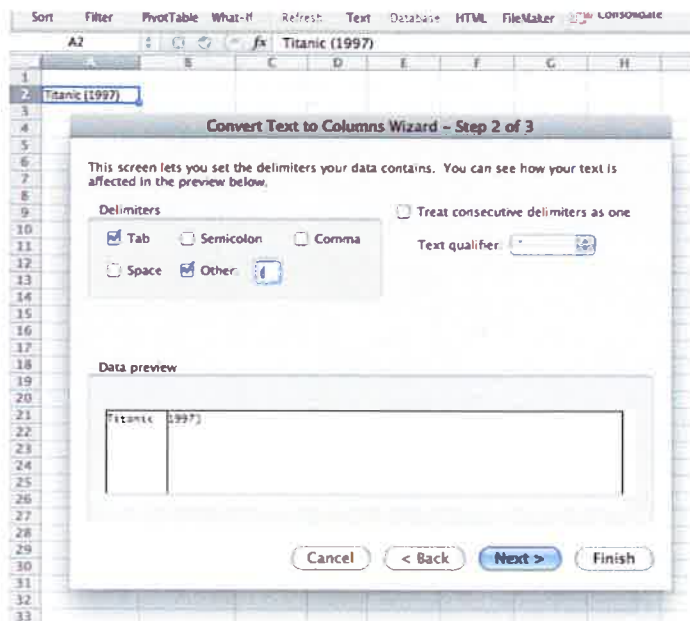 Sort Filter PivotTable What-If Refresh Text Database HTML FileMaker Consolidate
A2 fx Titanic (1997)
A B C D E F G H
1
2 Titanic (1997)
3
4
Convert Text to Columns Wizard - Step 2 of 3
5
6
This screen lets you set the delimiters your data contains. You can see how your text is
7
8
affected in the preview below.
9
Delimiters
Treat consecutive delimiters as one
10
11
Tab Semicolon Comma
Text qualifier:
12
13
Space Other: (
14
15
16
17
18
Data preview
19
20
21
Titanic 1997)
22
23
24
25
26
27
28
29
Cancel < Back Next > Finish
30
31
32
33